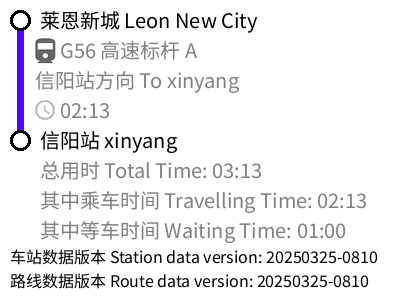 莱恩新城 Leon New City
G56 高速标杆 A
信阳站方向 To xinyang
02:13
信阳站 xinyang
总用时 Total Time: 03:13
其中乘车时间 Travelling Time: 02:13
其中等车时间 Waiting Time: 01:00
车站数据版本 Station data version: 20250325-0810
路线数据版本 Route data version: 20250325-0810